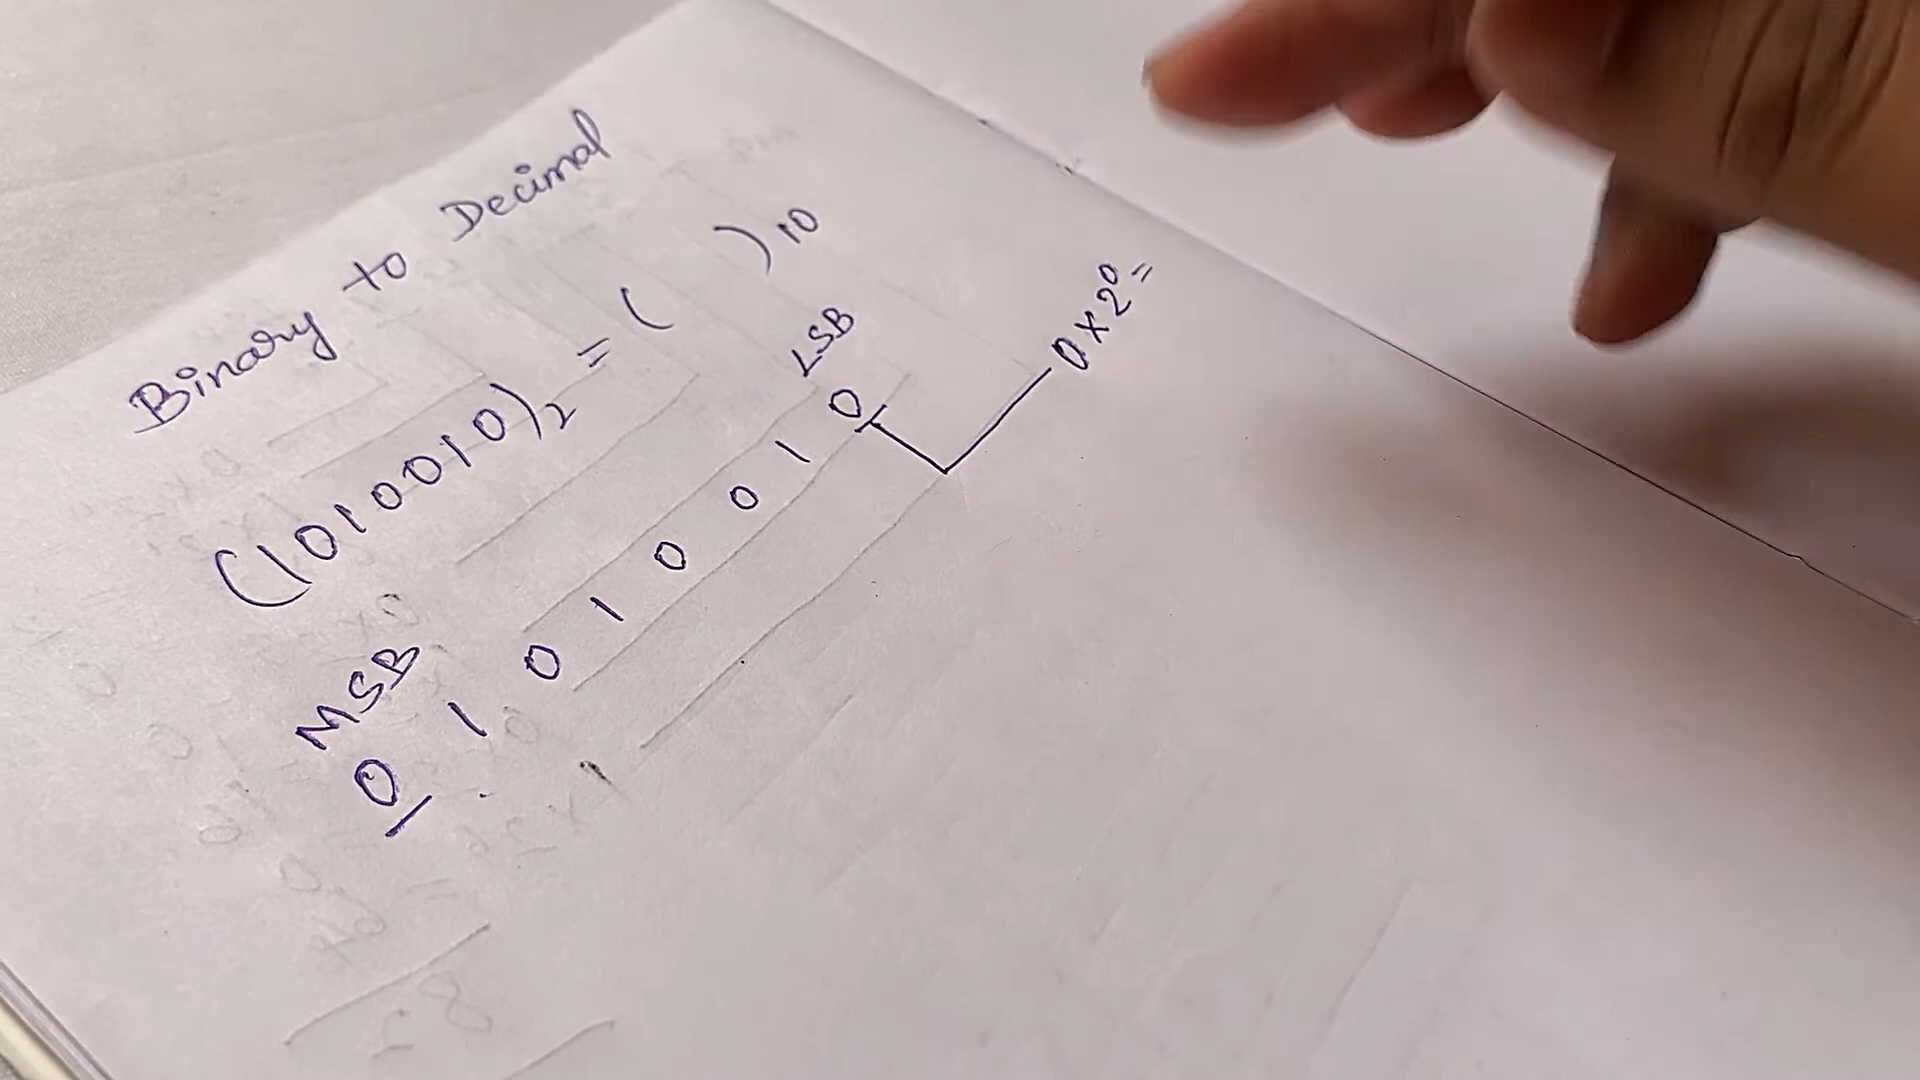 Binary to Decimal
(1010010)2 = ( )10
MSB LSB
0 1 0 1 0 0 1 0
0×2⁰=